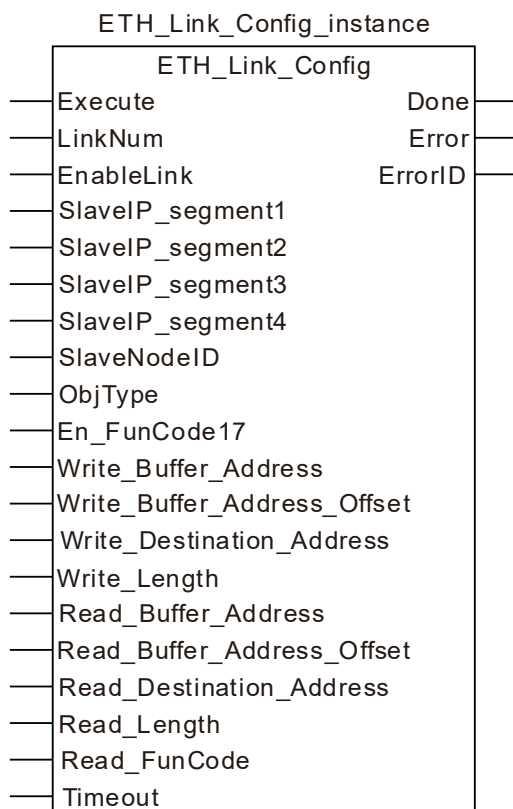 ETH_Link_Config_instance
ETH_Link_Config
Execute Done
LinkNum Error
EnableLink ErrorID
SlaveIP_segment1
SlaveIP_segment2
SlaveIP_segment3
SlaveIP_segment4
SlaveNodeID
ObjType
En_FunCode17
Write_Buffer_Address
Write_Buffer_Address_Offset
Write_Destination_Address
Write_Length
Read_Buffer_Address
Read_Buffer_Address_Offset
Read_Destination_Address
Read_Length
Read_FunCode
Timeout